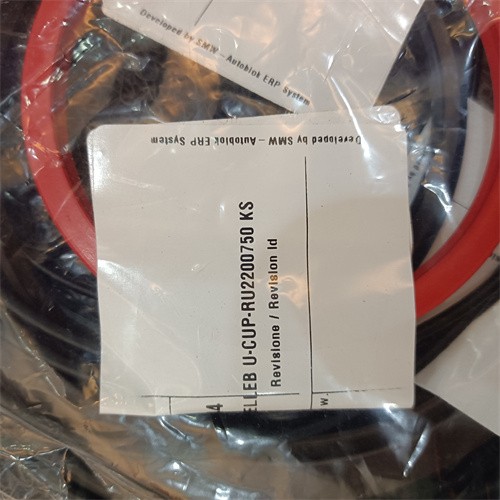 Developed by SMW - Autoblok ERP System
Developed by SMW - Autoblok ERP System
ELLEB U-CUP-RU2200750 KS
Revisione / Revision Id
4
W.